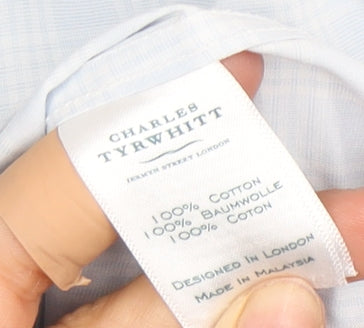 CHARLES
TYRWHITT
JERMYN STREET LONDON
100% COTTON
100% BAUMWOLLE
100% COTON
DESIGNED IN LONDON
MADE IN MALAYSIA